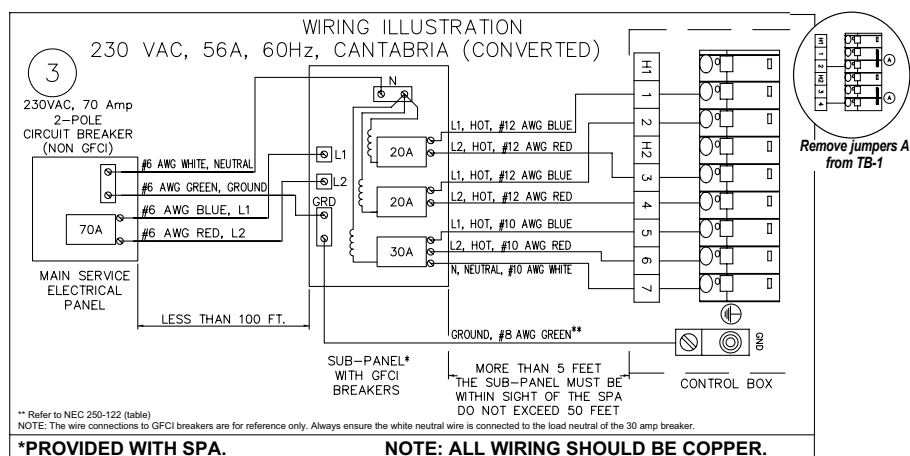 WIRING ILLUSTRATION
230 VAC, 56A, 60Hz, CANTABRIA (CONVERTED)
3
230VAC, 70 Amp
2-POLE
CIRCUIT BREAKER
(NON GFCI)
#6 AWG WHITE, NEUTRAL
#6 AWG GREEN, GROUND
#6 AWG BLUE, L1
#6 AWG RED, L2
70A
MAIN SERVICE
ELECTRICAL
PANEL
LESS THAN 100 FT.
N
L1
L2
GRD
20A
20A
30A
SUB-PANEL*
WITH GFCI
BREAKERS
L1, HOT, #12 AWG BLUE
L2, HOT, #12 AWG RED
L1, HOT, #12 AWG BLUE
L2, HOT, #12 AWG RED
L1, HOT, #10 AWG BLUE
L2, HOT, #10 AWG RED
N, NEUTRAL, #10 AWG WHITE
GROUND, #8 AWG GREEN**
MORE THAN 5 FEET
THE SUB-PANEL MUST BE
WITHIN SIGHT OF THE SPA
DO NOT EXCEED 50 FEET
H1
1
2
H2
3
4
5
6
7
GND
CONTROL BOX
H1
1
2
H2
3
4
A
A
Remove jumpers A
from TB-1
** Refer to NEC 250-122 (table)
NOTE: The wire connections to GFCI breakers are for reference only. Always ensure the white neutral wire is connected to the load neutral of the 30 amp breaker.
*PROVIDED WITH SPA.
NOTE: ALL WIRING SHOULD BE COPPER.